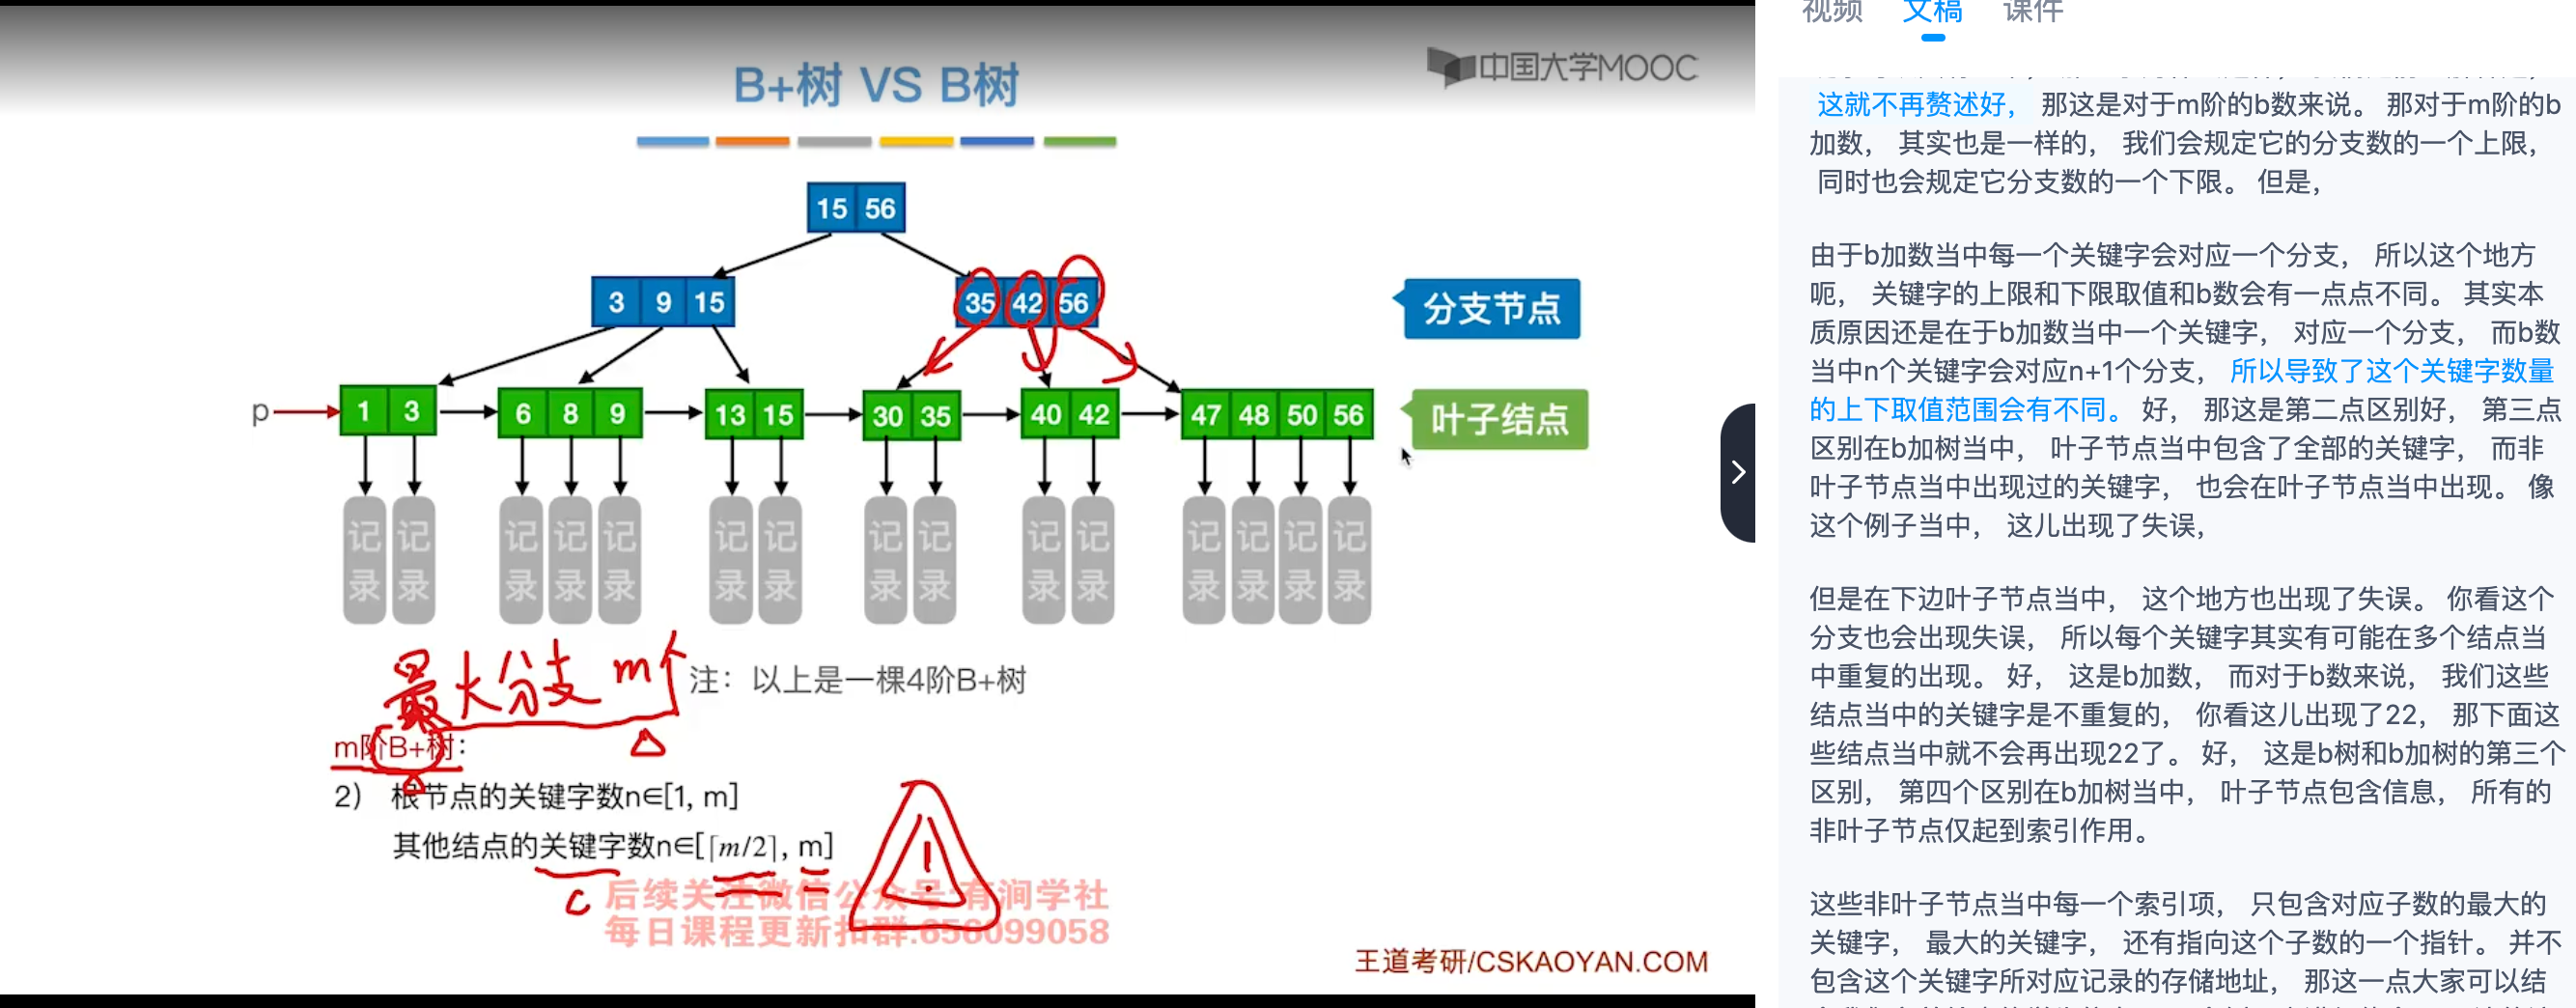 视频 文稿 课件
B+树 VS B树
中国大学MOOC
15 56
3 9 15
35 42 56
分支节点
p
1 3
6 8 9
13 15
30 35
40 42
47 48 50 56
叶子结点
记录 记录 记录 记录 记录 记录 记录 记录 记录 记录 记录 记录 记录 记录 记录
最大分支 m个
注：以上是一棵4阶B+树
m阶B+树：
2） 根节点的关键字数n∈[1, m]
其他结点的关键字数n∈[⌈m/2⌉, m]
后续关注微信公众号 有涧学社
每日课程更新扣群:656099058
王道考研/CSKAOYAN.COM
这就不再赘述好， 那这是对于m阶的b数来说。 那对于m阶的b
加数， 其实也是一样的， 我们会规定它的分支数的一个上限，
同时也会规定它分支数的一个下限。 但是，
由于b加数当中每一个关键字会对应一个分支， 所以这个地方
呃， 关键字的上限和下限取值和b数会有一点点不同。 其实本
质原因还是在于b加数当中一个关键字， 对应一个分支， 而b数
当中n个关键字会对应n+1个分支， 所以导致了这个关键字数量
的上下取值范围会有不同。 好， 那这是第二点区别好， 第三点
区别在b加树当中， 叶子节点当中包含了全部的关键字， 而非
叶子节点当中出现过的关键字， 也会在叶子节点当中出现。 像
这个例子当中， 这儿出现了失误，
但是在下边叶子节点当中， 这个地方也出现了失误。 你看这个
分支也会出现失误， 所以每个关键字其实有可能在多个结点当
中重复的出现。 好， 这是b加数， 而对于b数来说， 我们这些
结点当中的关键字是不重复的， 你看这儿出现了22， 那下面这
些结点当中就不会再出现22了。 好， 这是b树和b加树的第三个
区别， 第四个区别在b加树当中， 叶子节点包含信息， 所有的
非叶子节点仅起到索引作用。
这些非叶子节点当中每一个索引项， 只包含对应子数的最大的
关键字， 最大的关键字， 还有指向这个子数的一个指针。 并不
包含这个关键字所对应记录的存储地址， 那这一点大家可以结